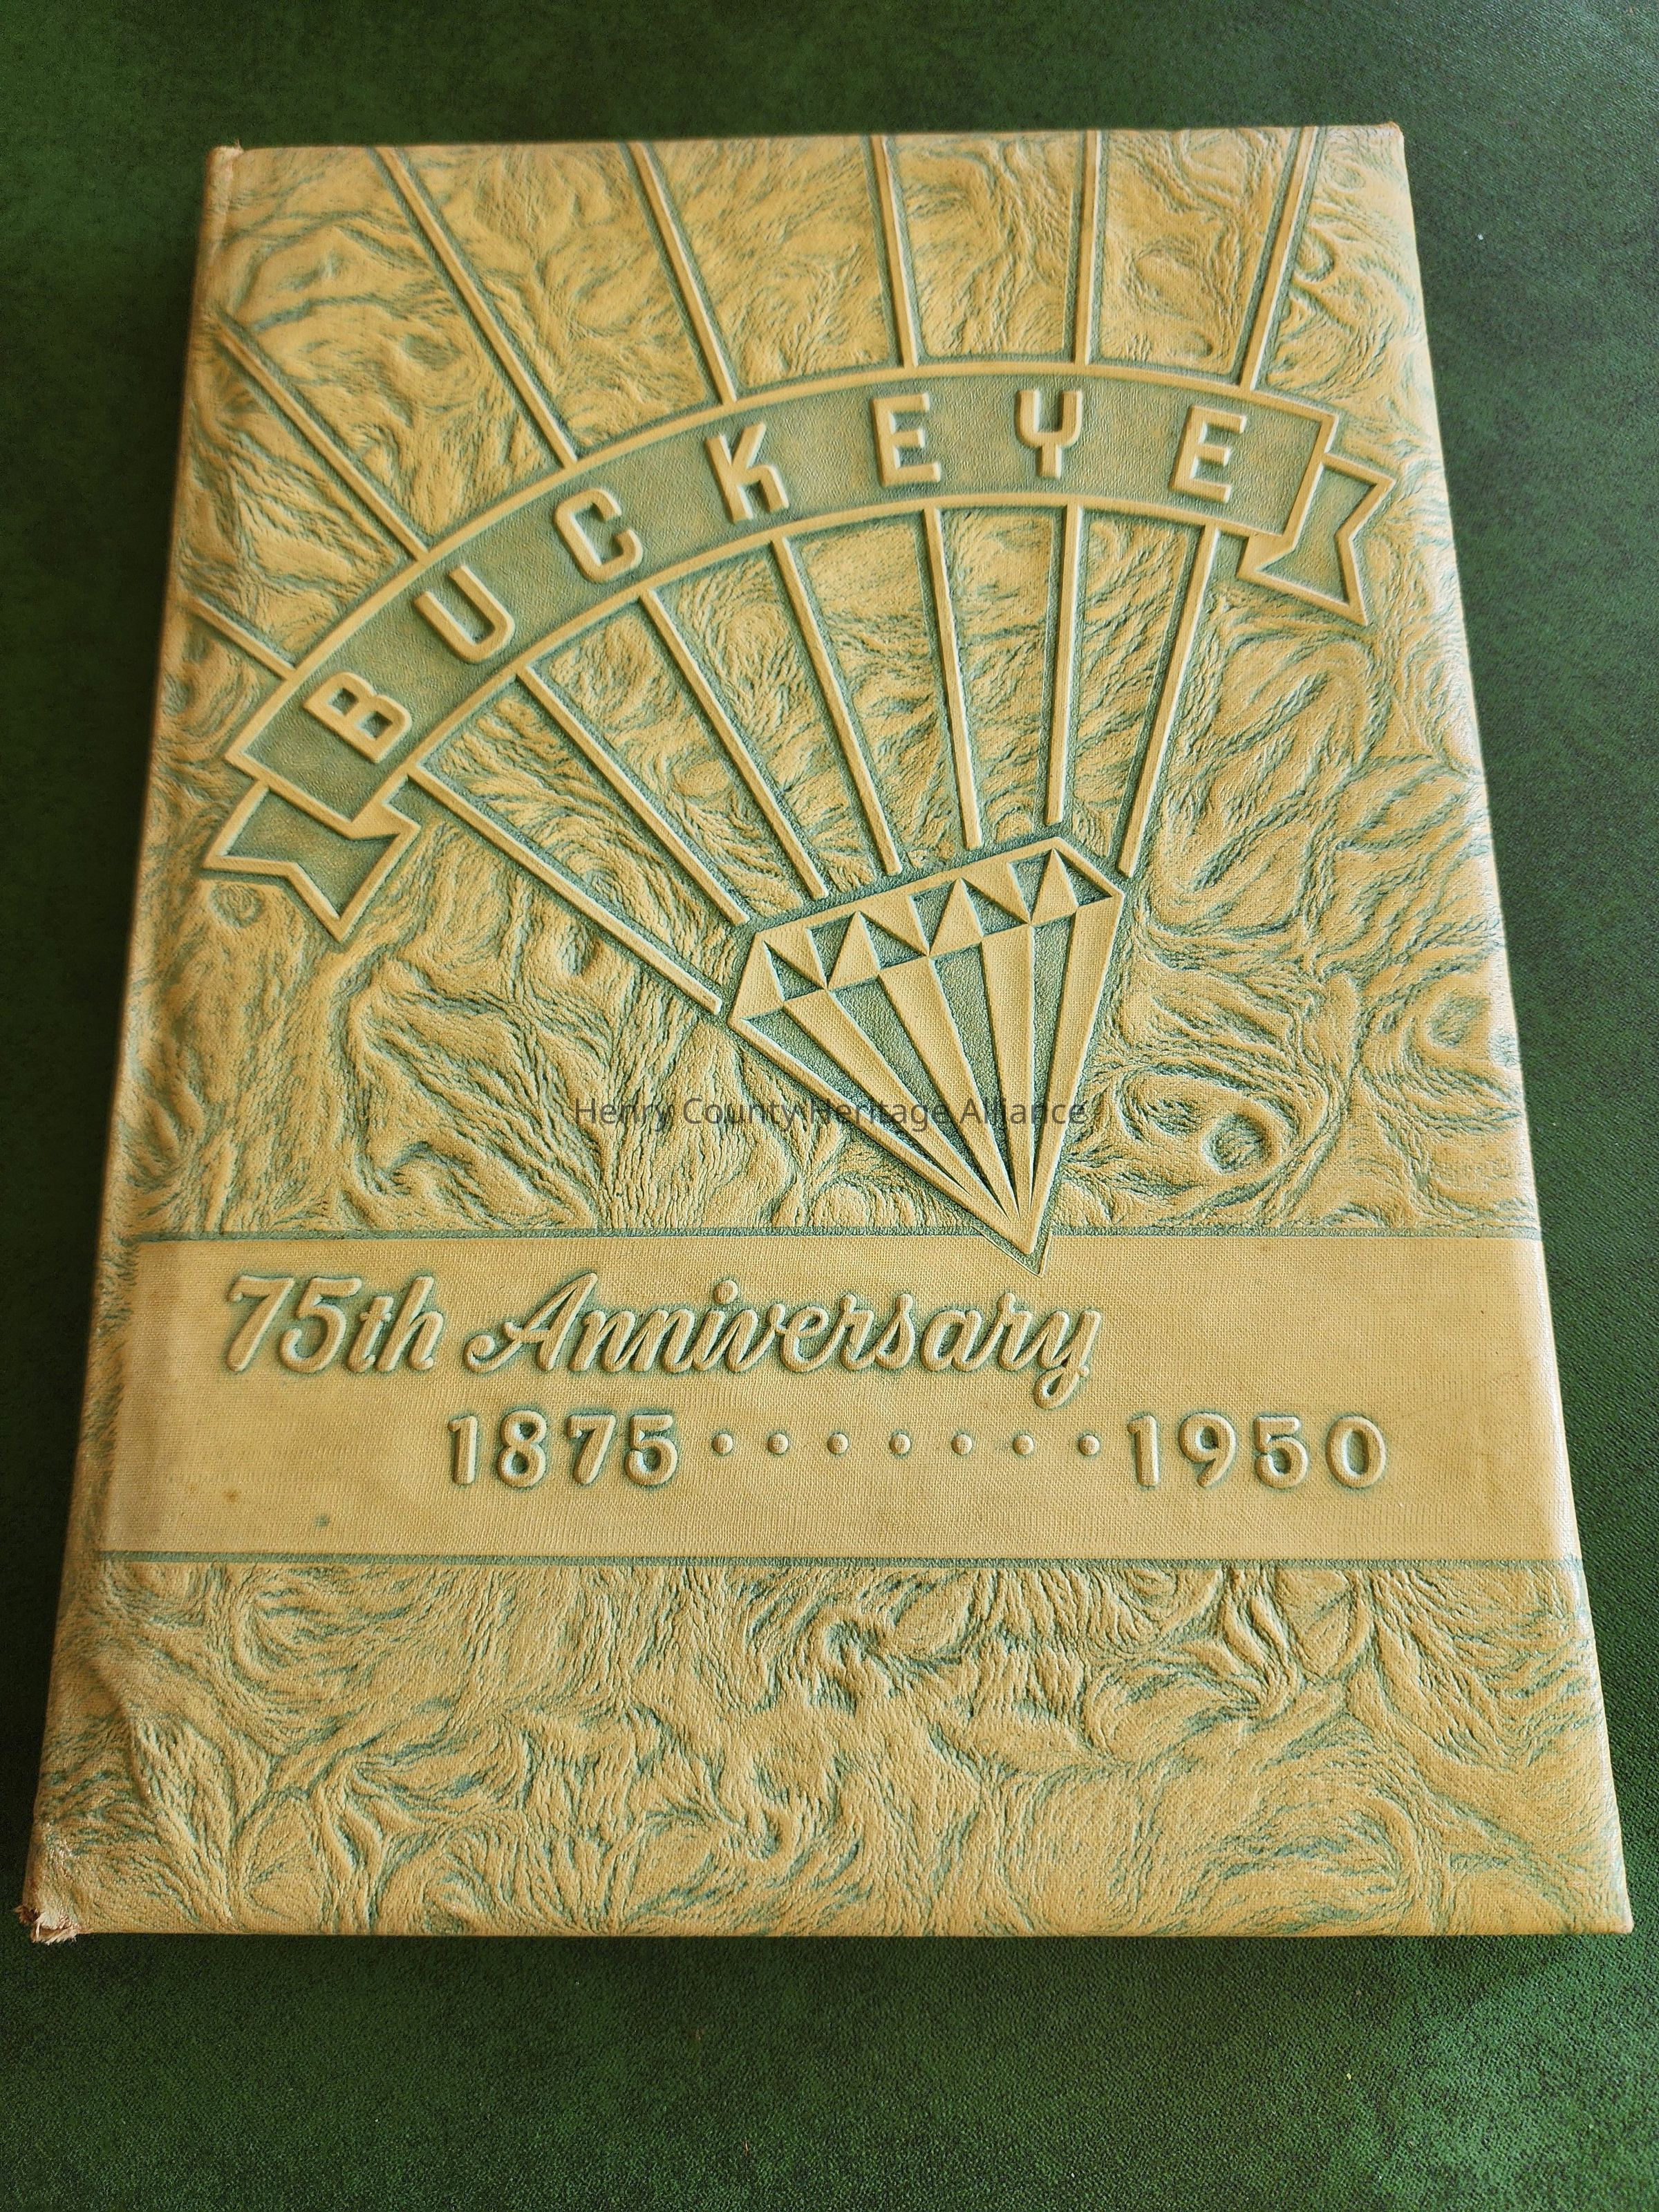 BUCKEYE
Henry County Heritage Alliance
75th Anniversary
1875.......1950